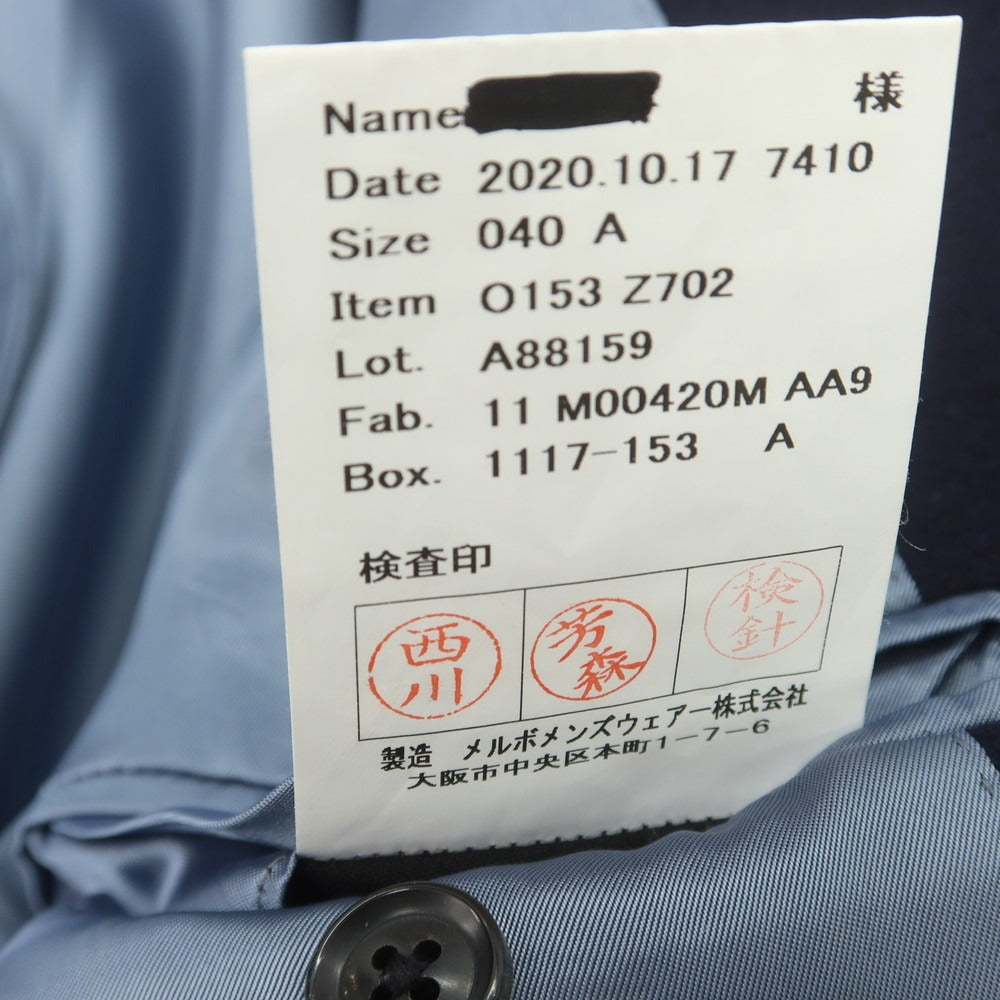 Name 様
Date 2020.10.17 7410
Size 040 A
Item O153 Z702
Lot. A88159
Fab. 11 M00420M AA9
Box. 1117-153 A
検査印
西川
芳森
検針
製造 メルボメンズウェアー株式会社
大阪市中央区本町1-7-6